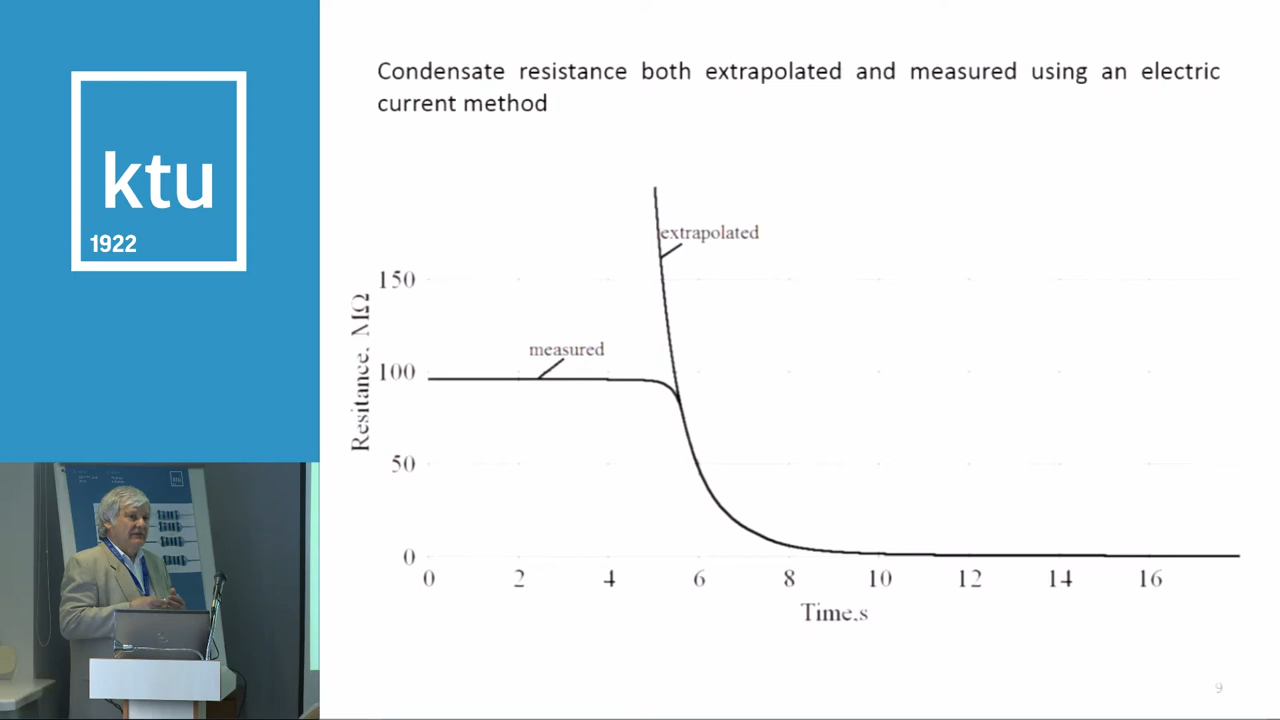 ktu
1922
Condensate resistance both extrapolated and measured using an electric
current method
extrapolated
measured
Resitance. MΩ
150
100
50
0
0 2 4 6 8 10 12 14 16
Time.s
9
ktu